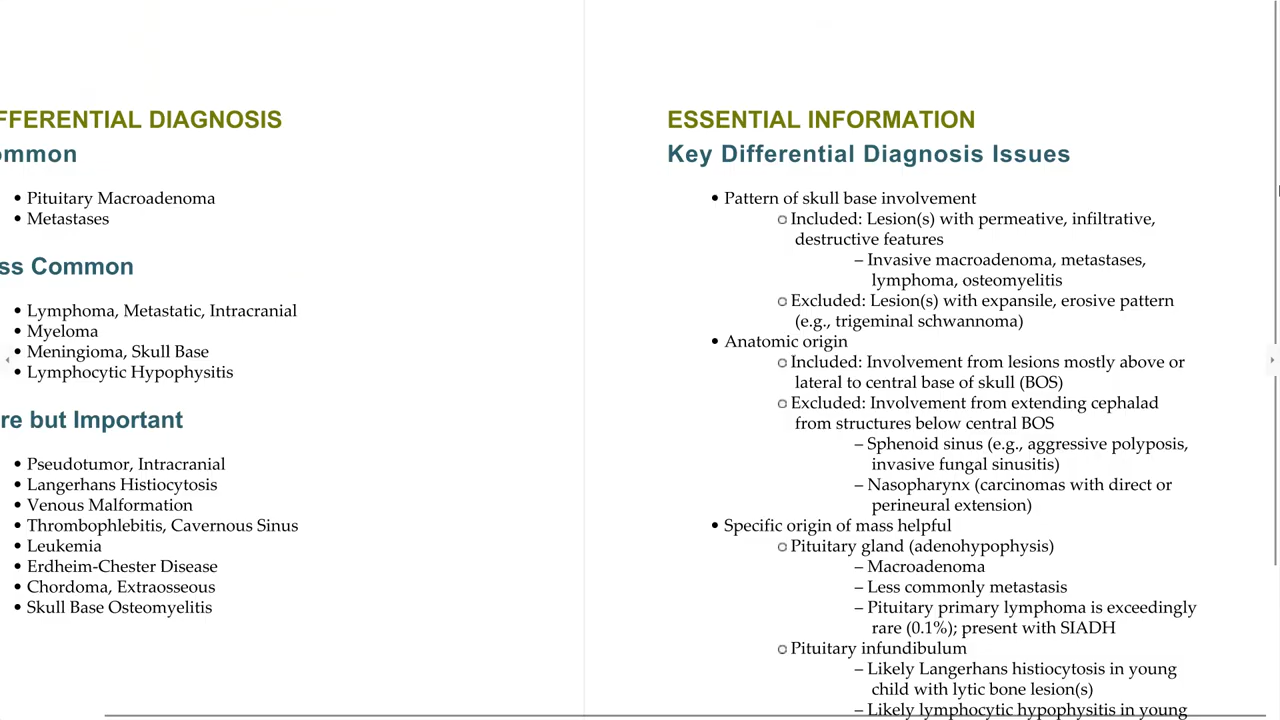 FFERENTIAL DIAGNOSIS
ommon
• Pituitary Macroadenoma
• Metastases
ss Common
• Lymphoma, Metastatic, Intracranial
• Myeloma
• Meningioma, Skull Base
• Lymphocytic Hypophysitis
re but Important
• Pseudotumor, Intracranial
• Langerhans Histiocytosis
• Venous Malformation
• Thrombophlebitis, Cavernous Sinus
• Leukemia
• Erdheim-Chester Disease
• Chordoma, Extraosseous
• Skull Base Osteomyelitis
ESSENTIAL INFORMATION
Key Differential Diagnosis Issues
• Pattern of skull base involvement
○ Included: Lesion(s) with permeative, infiltrative,
destructive features
– Invasive macroadenoma, metastases,
lymphoma, osteomyelitis
○ Excluded: Lesion(s) with expansile, erosive pattern
(e.g., trigeminal schwannoma)
• Anatomic origin
○ Included: Involvement from lesions mostly above or
lateral to central base of skull (BOS)
○ Excluded: Involvement from extending cephalad
from structures below central BOS
– Sphenoid sinus (e.g., aggressive polyposis,
invasive fungal sinusitis)
– Nasopharynx (carcinomas with direct or
perineural extension)
• Specific origin of mass helpful
○ Pituitary gland (adenohypophysis)
– Macroadenoma
– Less commonly metastasis
– Pituitary primary lymphoma is exceedingly
rare (0.1%); present with SIADH
○ Pituitary infundibulum
– Likely Langerhans histiocytosis in young
child with lytic bone lesion(s)
– Likely lymphocytic hypophysitis in young